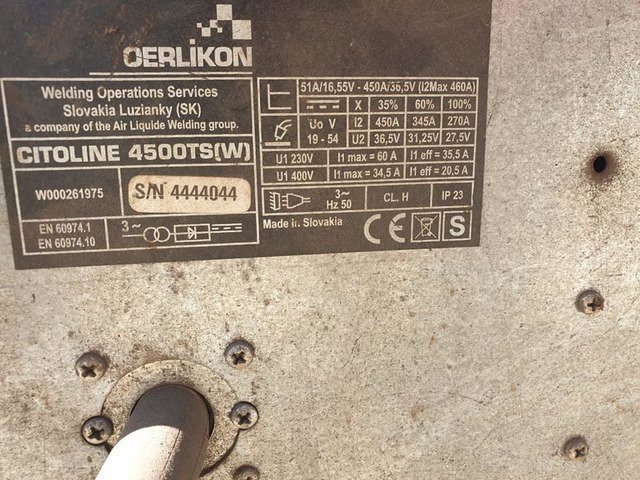 OERLIKON
Welding Operations Services
Slovakia Luzianky (SK)
a company of the Air Liquide Welding group.
CITOLINE 4500TS(W)
W000261975
S/N 4444044
EN 60974.1
EN 60974.10
3~
51A/16,55V - 450A/36,5V (I2Max 460A)
X 35% 60% 100%
Uo V I2 450A 345A 270A
19 - 54 U2 36,5V 31,25V 27.5V
U1 230V I1 max = 60 A I1 eff = 35,5 A
U1 400V I1 max = 34,5 A I1 eff = 20,5 A
3~
Hz 50
CL. H
IP 23
Made in Slovakia
CE
S